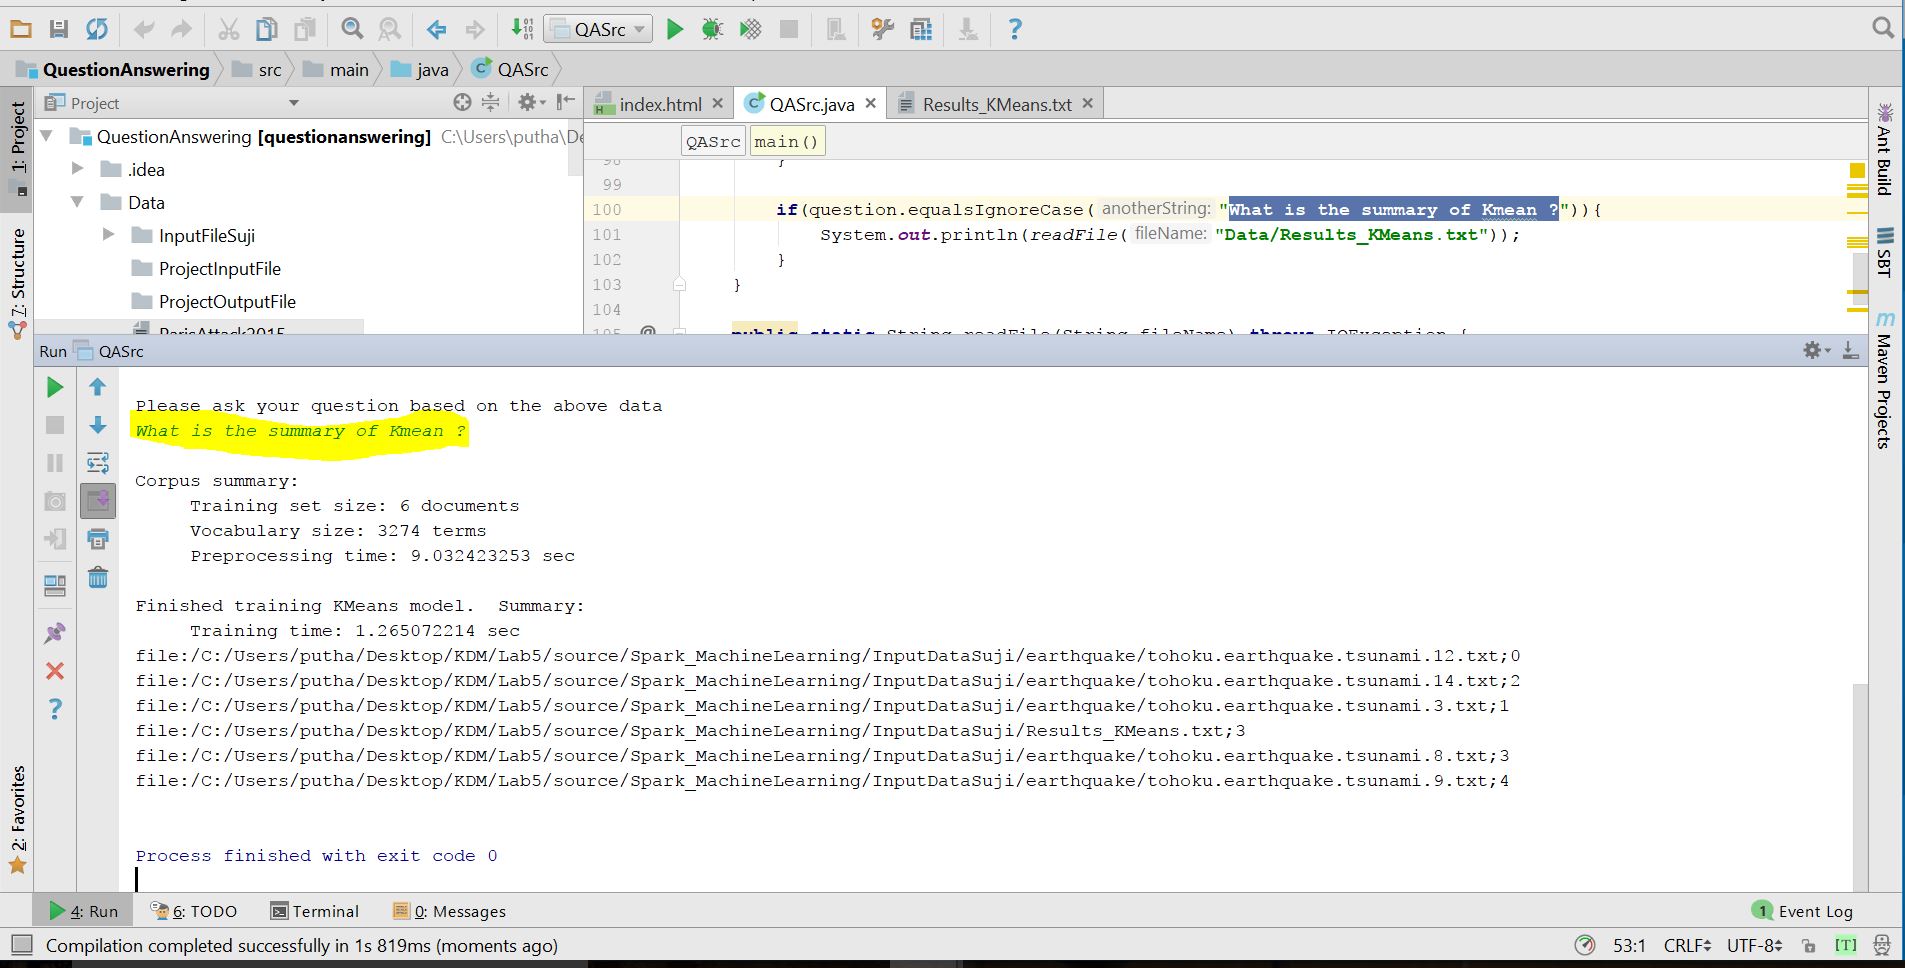 QASrc
QuestionAnswering src main java QASrc
Project
index.html QASrc.java Results_KMeans.txt
1: Project
7: Structure
2: Favorites
Ant Build
SBT
Maven Projects
QuestionAnswering [questionanswering] C:\Users\putha\De
.idea
Data
InputFileSuji
ProjectInputFile
ProjectOutputFile
ParisAttack2015
QASrc main()
98 }
99
100 if(question.equalsIgnoreCase( anotherString: "What is the summary of Kmean ?")){
101 System.out.println(readFile( fileName: "Data/Results_KMeans.txt"));
102 }
103 }
104
105 @ public static String readFile(String fileName) throws IOException {
Run QASrc
Please ask your question based on the above data
What is the summary of Kmean ?
Corpus summary:
Training set size: 6 documents
Vocabulary size: 3274 terms
Preprocessing time: 9.032423253 sec
Finished training KMeans model.  Summary:
Training time: 1.265072214 sec
file:/C:/Users/putha/Desktop/KDM/Lab5/source/Spark_MachineLearning/InputDataSuji/earthquake/tohoku.earthquake.tsunami.12.txt;0
file:/C:/Users/putha/Desktop/KDM/Lab5/source/Spark_MachineLearning/InputDataSuji/earthquake/tohoku.earthquake.tsunami.14.txt;2
file:/C:/Users/putha/Desktop/KDM/Lab5/source/Spark_MachineLearning/InputDataSuji/earthquake/tohoku.earthquake.tsunami.3.txt;1
file:/C:/Users/putha/Desktop/KDM/Lab5/source/Spark_MachineLearning/InputDataSuji/Results_KMeans.txt;3
file:/C:/Users/putha/Desktop/KDM/Lab5/source/Spark_MachineLearning/InputDataSuji/earthquake/tohoku.earthquake.tsunami.8.txt;3
file:/C:/Users/putha/Desktop/KDM/Lab5/source/Spark_MachineLearning/InputDataSuji/earthquake/tohoku.earthquake.tsunami.9.txt;4
Process finished with exit code 0
4: Run 6: TODO Terminal 0: Messages 1 Event Log
Compilation completed successfully in 1s 819ms (moments ago) 53:1 CRLF UTF-8 [T]